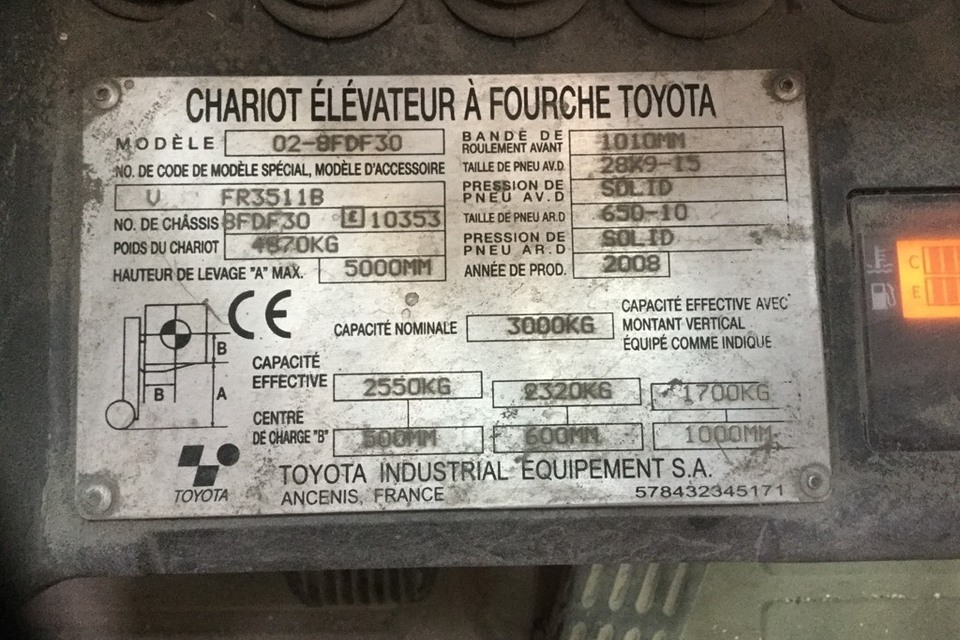 CHARIOT ÉLÉVATEUR À FOURCHE TOYOTA
MODÈLE 02-8FDF30
NO. DE CODE DE MODÈLE SPÉCIAL, MODÈLE D'ACCESSOIRE
V FR3511B
NO. DE CHÂSSIS 8FDF30 E 10353
POIDS DU CHARIOT 4870KG
HAUTEUR DE LEVAGE "A" MAX. 5000MM
BANDE DE ROULEMENT AVANT 1010MM
TAILLE DE PNEU AV.D 28X9-15
PRESSION DE PNEU AV.D SOLID
TAILLE DE PNEU AR.D 650-10
PRESSION DE PNEU AR.D SOLID
ANNÉE DE PROD. 2008
CE
CAPACITÉ NOMINALE 3000KG
CAPACITÉ EFFECTIVE AVEC
MONTANT VERTICAL
ÉQUIPÉ COMME INDIQUE
B
B A
CAPACITÉ EFFECTIVE 2550KG 2320KG 1700KG
CENTRE DE CHARGE "B" 500MM 600MM 1000MM
TOYOTA
TOYOTA INDUSTRIAL EQUIPEMENT S.A.
ANCENIS, FRANCE 578432345171
C
E